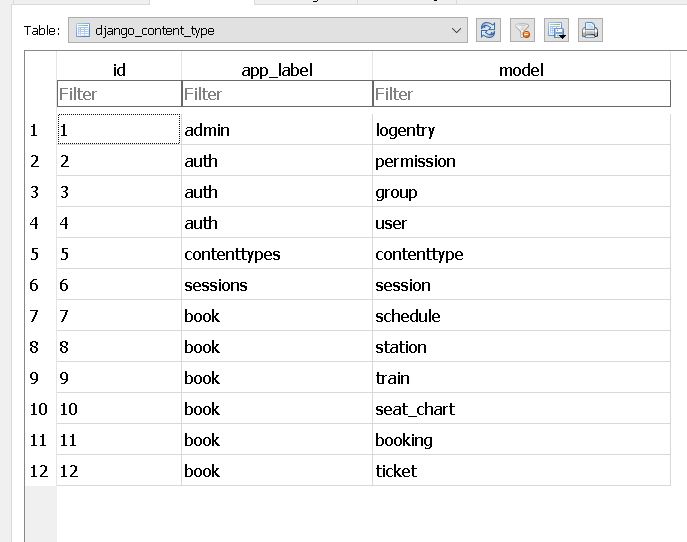 Table: django_content_type
id app_label model
Filter Filter Filter
1 1 admin logentry
2 2 auth permission
3 3 auth group
4 4 auth user
5 5 contenttypes contenttype
6 6 sessions session
7 7 book schedule
8 8 book station
9 9 book train
10 10 book seat_chart
11 11 book booking
12 12 book ticket